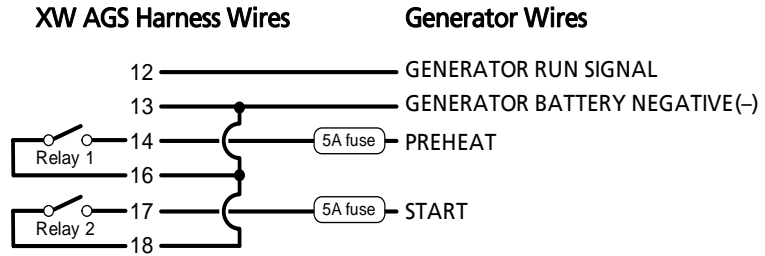 XW AGS Harness Wires Generator Wires
12 GENERATOR RUN SIGNAL
13 GENERATOR BATTERY NEGATIVE(–)
14 5A fuse PREHEAT
Relay 1
16
17 5A fuse START
Relay 2
18